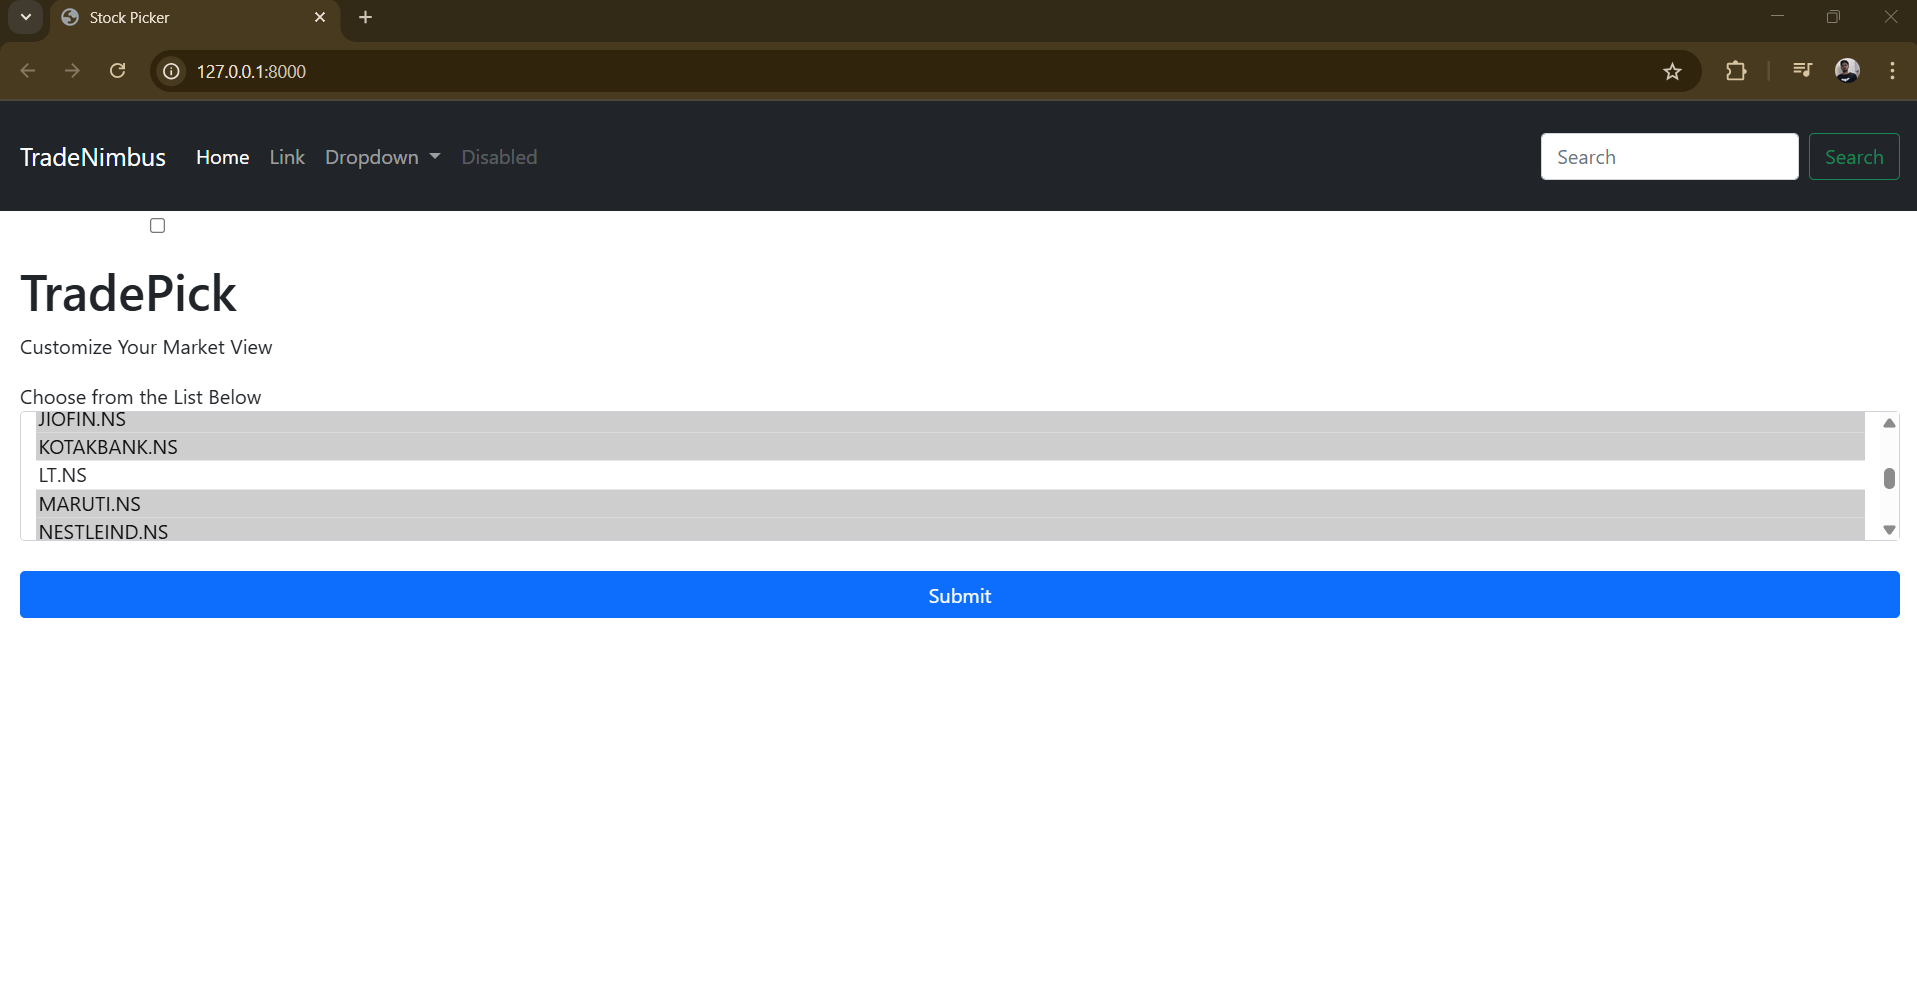 Stock Picker
127.0.0.1:8000
TradeNimbus Home Link Dropdown Disabled Search Search
TradePick
Customize Your Market View
Choose from the List Below
JIOFIN.NS
KOTAKBANK.NS
LT.NS
MARUTI.NS
NESTLEIND.NS
Submit